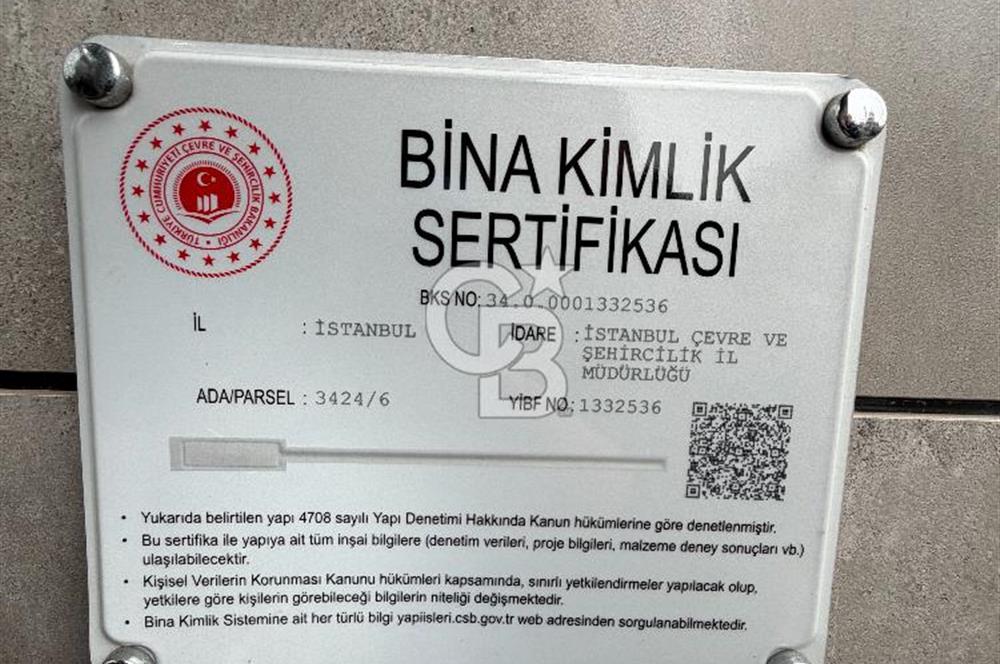 TÜRKİYE CUMHURİYETİ ÇEVRE VE ŞEHİRCİLİK BAKANLIĞI
BİNA KİMLİK
SERTİFİKASI
BKS NO: 34.0.0001332536
İL : İSTANBUL
İDARE : İSTANBUL ÇEVRE VE
ŞEHİRCİLİK İL
MÜDÜRLÜĞÜ
ADA/PARSEL : 3424/6
YİBF NO: 1332536
CB
• Yukarıda belirtilen yapı 4708 sayılı Yapı Denetimi Hakkında Kanun hükümlerine göre denetlenmiştir.
• Bu sertifika ile yapıya ait tüm inşai bilgilere (denetim verileri, proje bilgileri, malzeme deney sonuçları vb.)
ulaşılabilecektir.
• Kişisel Verilerin Korunması Kanunu hükümleri kapsamında, sınırlı yetkilendirmeler yapılacak olup,
yetkilere göre kişilerin görebileceği bilgilerin niteliği değişmektedir.
• Bina Kimlik Sistemine ait her türlü bilgi yapiisleri.csb.gov.tr web adresinden sorgulanabilmektedir.